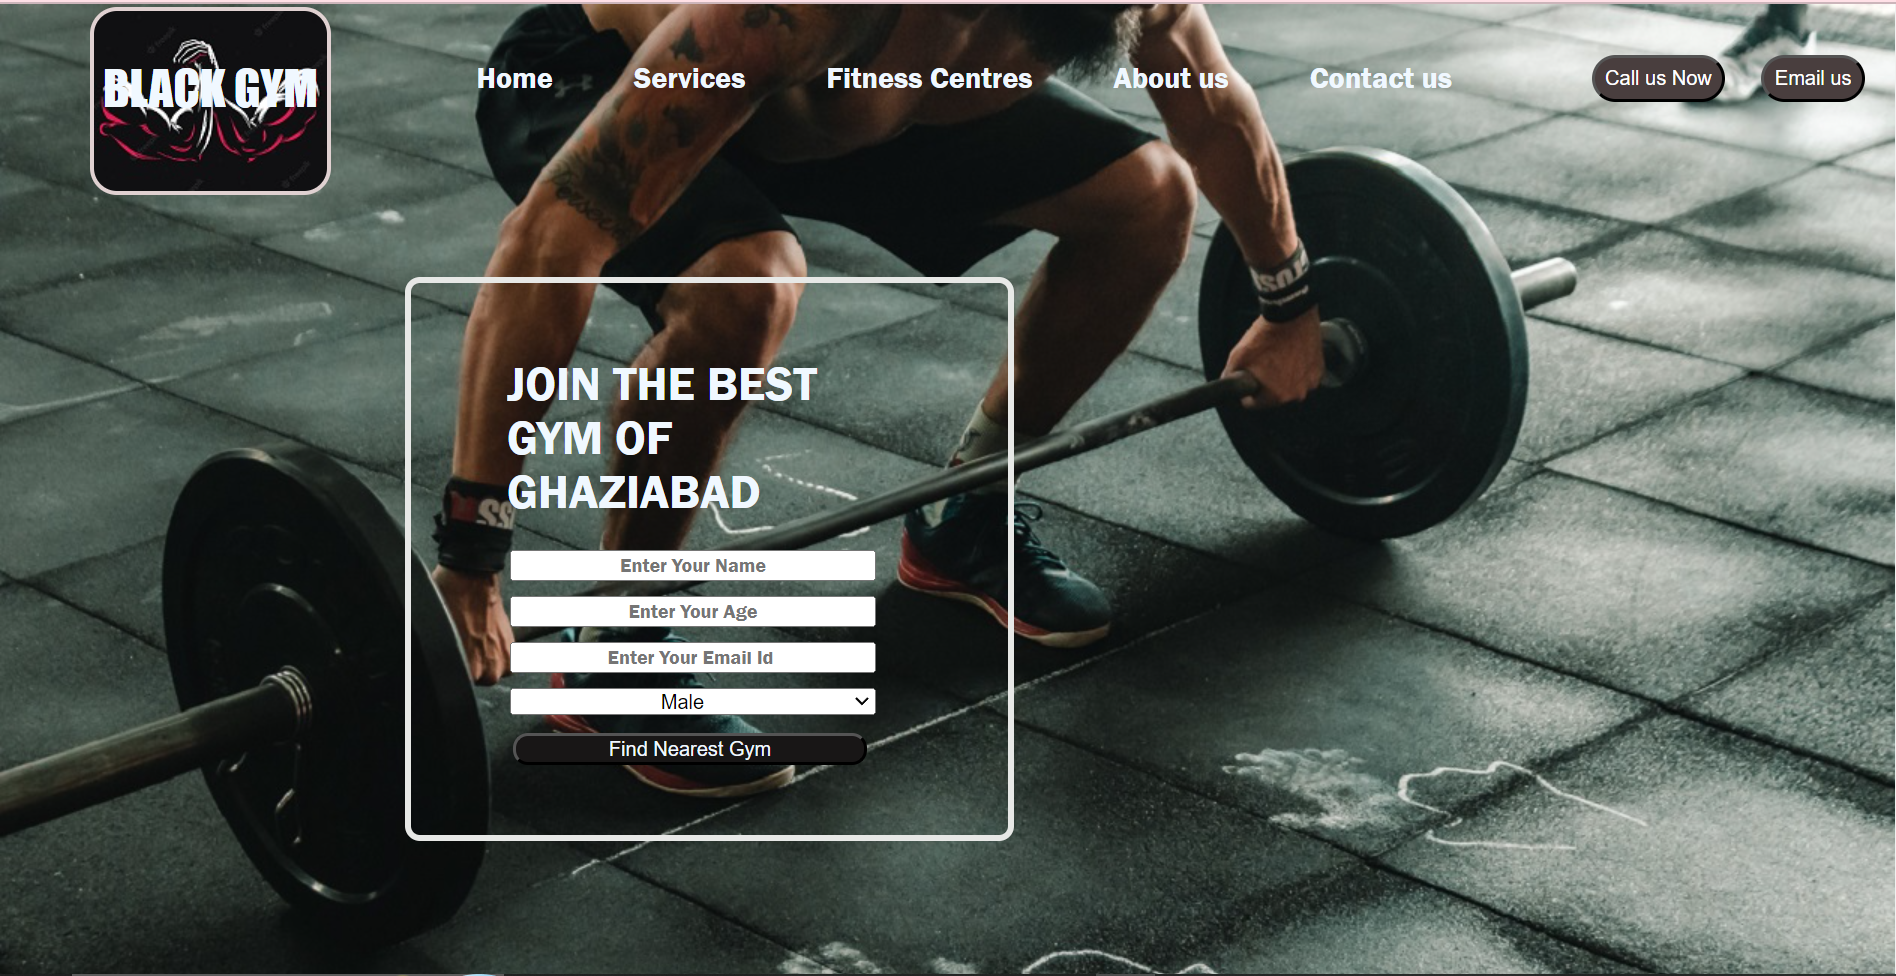 BLACK GYM
Home Services Fitness Centres About us Contact us Call us Now Email us
JOIN THE BEST
GYM OF
GHAZIABAD
Enter Your Name
Enter Your Age
Enter Your Email Id
Male
Find Nearest Gym